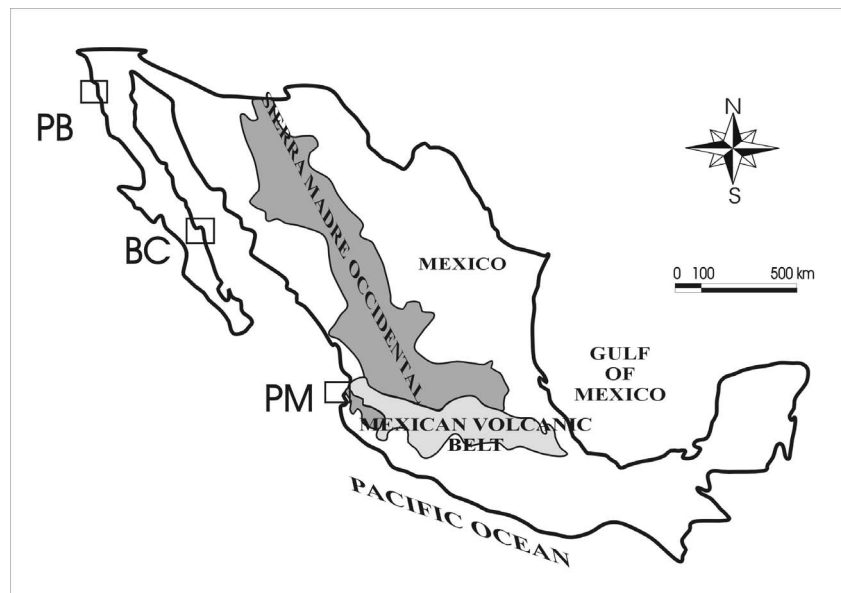 N
S
PB
SIERRA MADRE OCCIDENTAL
BC
MEXICO
0 100 500 km
GULF
OF
MEXICO
PM
MEXICAN VOLCANIC
BELT
PACIFIC OCEAN